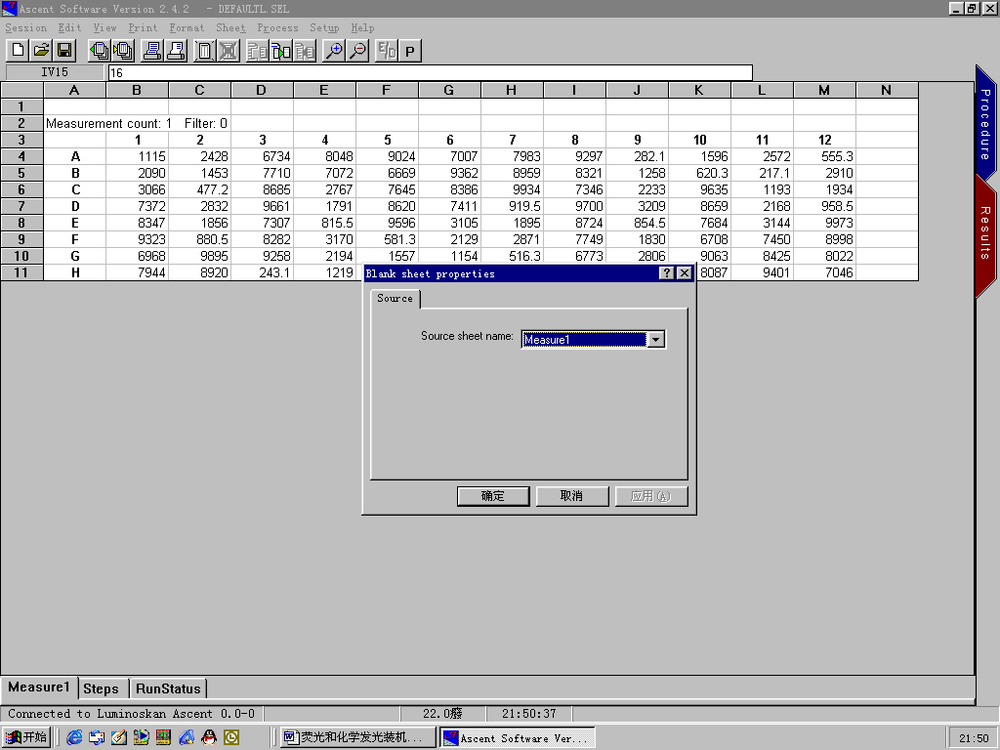 Ascent Software Version 2.4.2 - DEFAULTL.SEL
Session Edit View Print Format Sheet Process Setup Help
E/D P
IV15 16
A B C D E F G H I J K L M N
1
2 Measurement count: 1 Filter: 0
3 1 2 3 4 5 6 7 8 9 10 11 12
4 A 1115 2428 6734 8048 9024 7007 7983 9297 282.1 1596 2572 555.3
5 B 2090 1453 7710 7072 6669 9362 8959 8321 1258 620.3 217.1 2910
6 C 3066 477.2 8685 2767 7645 8386 9934 7346 2233 9635 1193 1934
7 D 7372 2832 9661 1791 8620 7411 919.5 9700 3209 8659 2168 958.5
8 E 8347 1856 7307 815.5 9596 3105 1895 8724 854.5 7684 3144 9973
9 F 9323 880.5 8282 3170 581.3 2129 2871 7749 1830 6708 7450 8998
10 G 6968 9895 9258 2194 1557 1154 516.3 6773 2806 9063 8425 8022
11 H 7944 8920 243.1 1219 8087 9401 7046
Procedure
Results
Blank sheet properties
Source
Source sheet name: Measure1
确定 取消 应用(A)
Measure1 Steps RunStatus
Connected to Luminoskan Ascent 0.0-0 22.0 21:50:37
开始 荧光和化学发光装机... Ascent Software Ver... 21:50